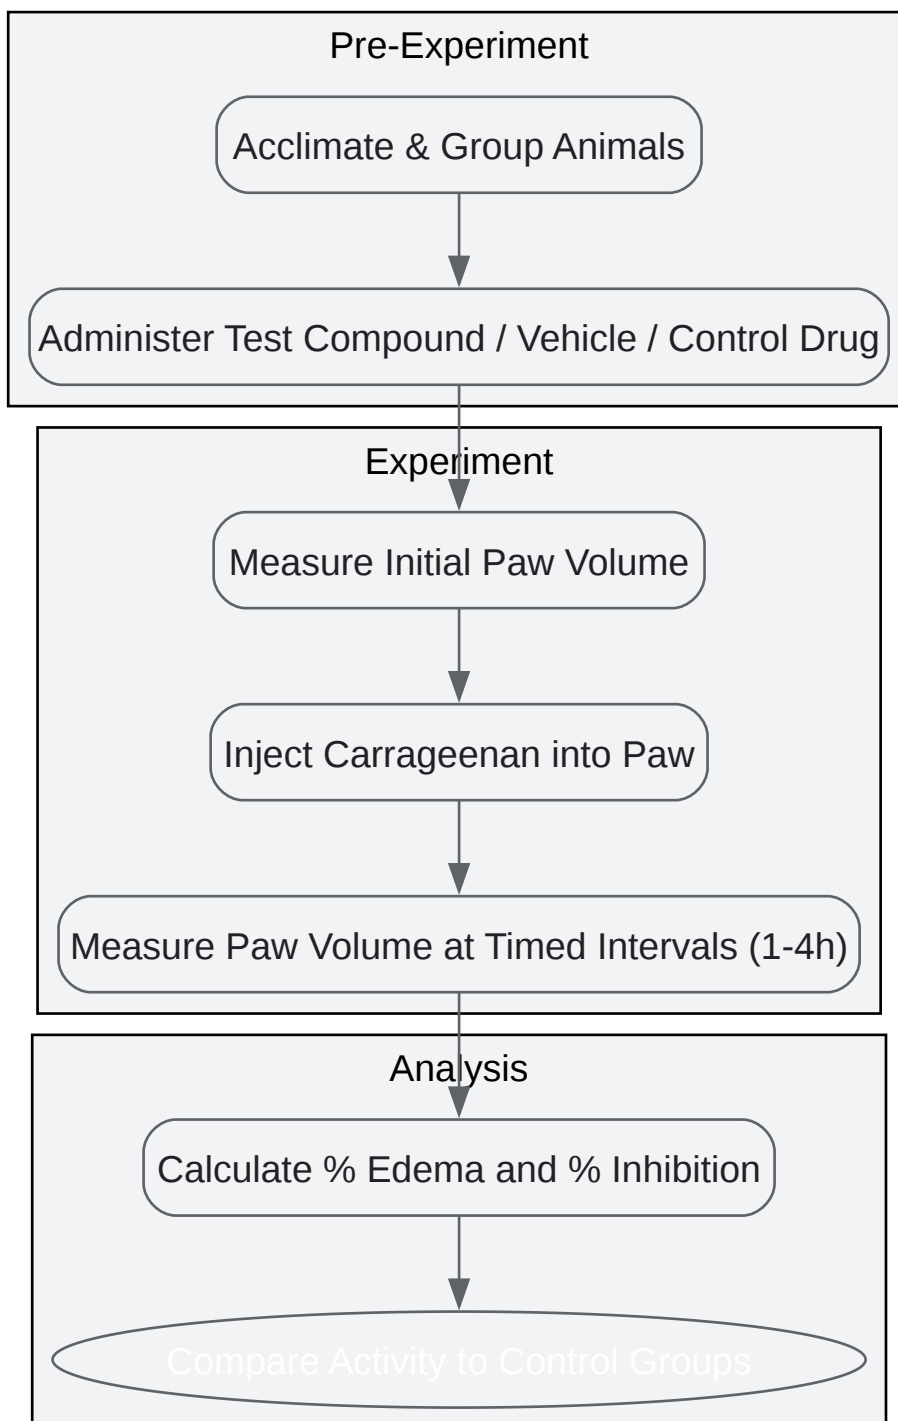 Pre-Experiment
Acclimate & Group Animals
Administer Test Compound / Vehicle / Control Drug
Experiment
Measure Initial Paw Volume
Inject Carrageenan into Paw
Measure Paw Volume at Timed Intervals (1-4h)
Analysis
Calculate % Edema and % Inhibition
Compare Activity to Control Groups